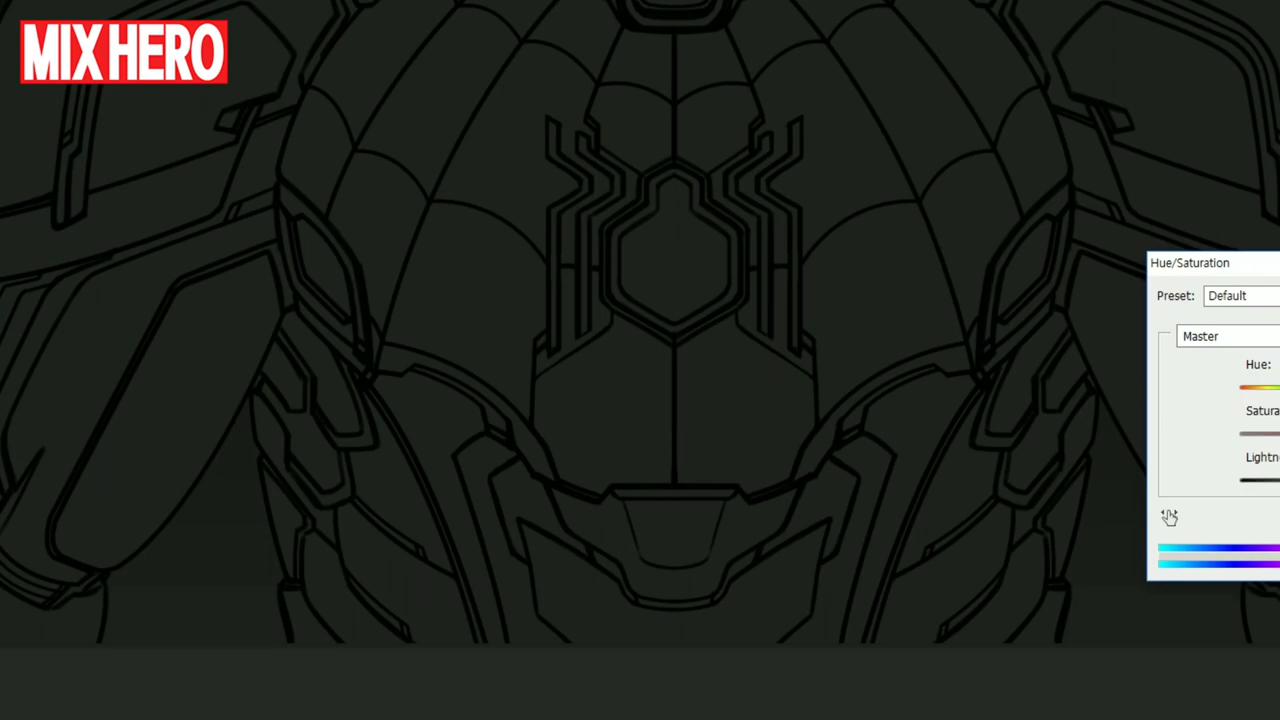 MIX HERO
Hue/Saturation
Preset: Default
Master
Hue: